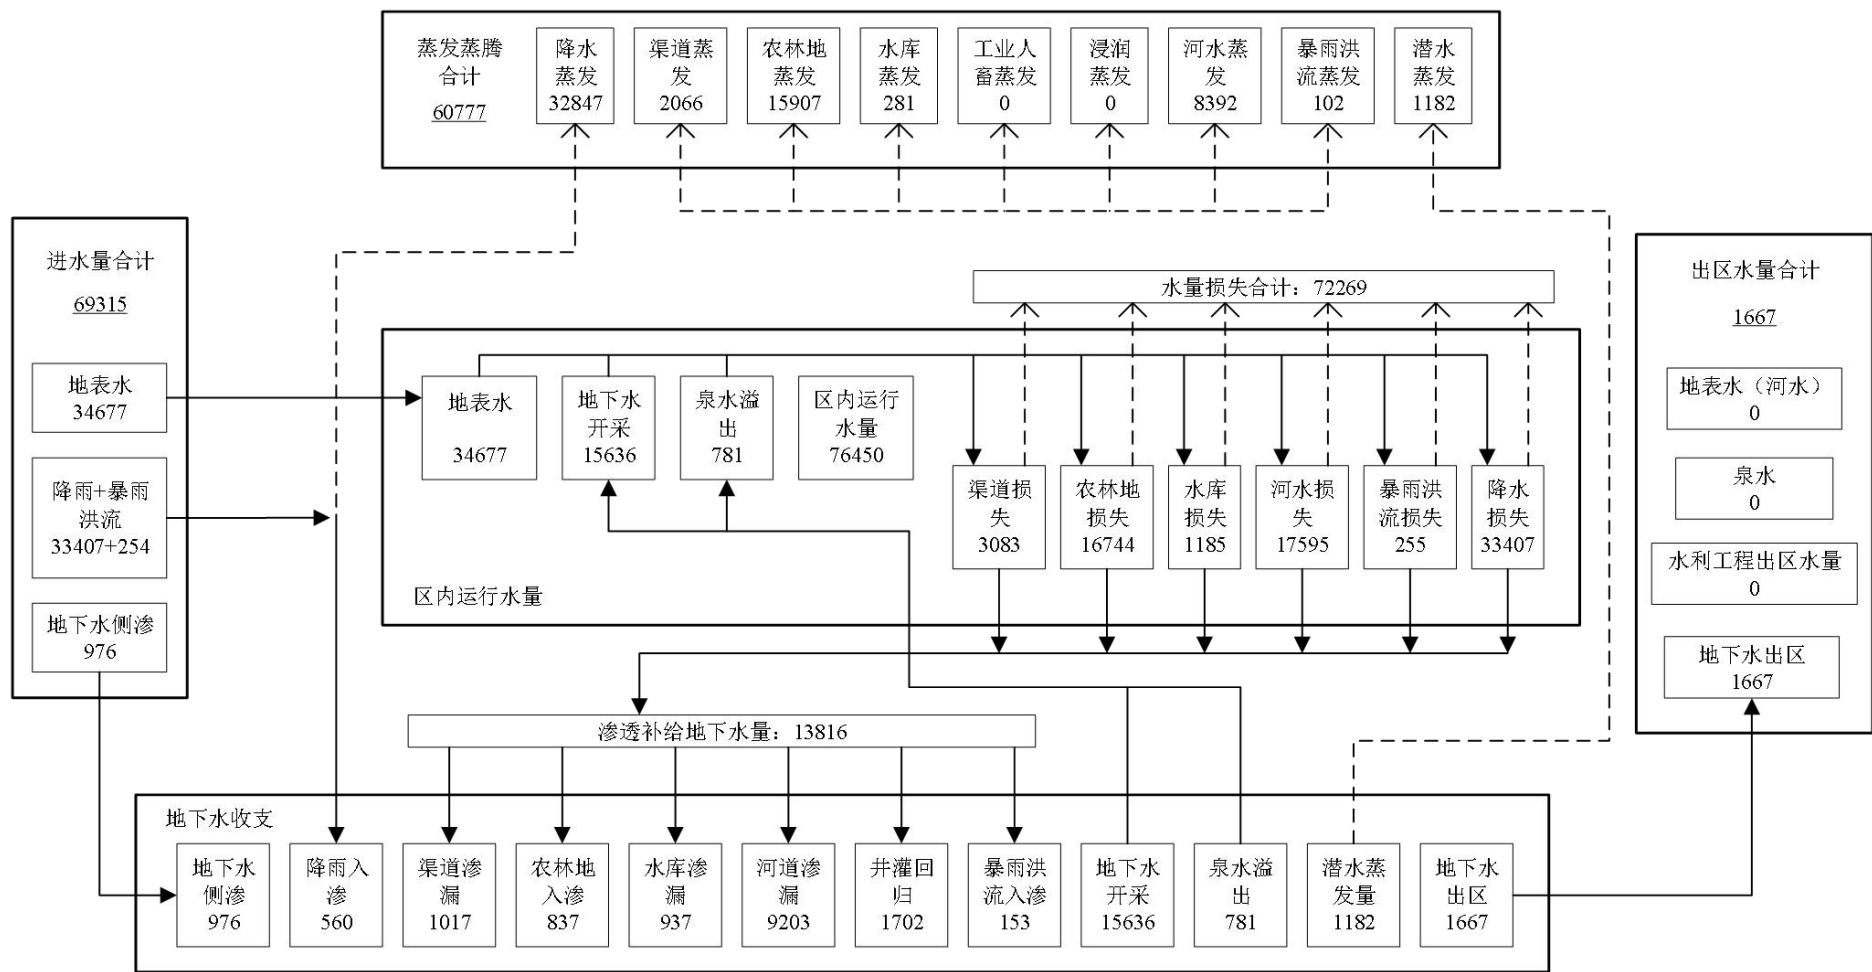 蒸发蒸腾
合计
60777
降水
蒸发
32847
渠道蒸
发
2066
农林地
蒸发
15907
水库
蒸发
281
工业人
畜蒸发
0
浸润
蒸发
0
河水蒸
发
8392
暴雨洪
流蒸发
102
潜水
蒸发
1182
进水量合计
69315
地表水
34677
降雨+暴雨
洪流
33407+254
地下水侧渗
976
水量损失合计：72269
地表水
34677
地下水
开采
15636
泉水溢
出
781
区内运行
水量
76450
渠道损
失
3083
农林地
损失
16744
水库
损失
1185
河水损
失
17595
暴雨洪
流损失
255
降水
损失
33407
区内运行水量
出区水量合计
1667
地表水（河水）
0
泉水
0
水利工程出区水量
0
地下水出区
1667
渗透补给地下水量：13816
地下水收支
地下水
侧渗
976
降雨入
渗
560
渠道渗
漏
1017
农林地
入渗
837
水库渗
漏
937
河道渗
漏
9203
井灌回
归
1702
暴雨洪
流入渗
153
地下水
开采
15636
泉水溢
出
781
潜水蒸
发量
1182
地下水
出区
1667